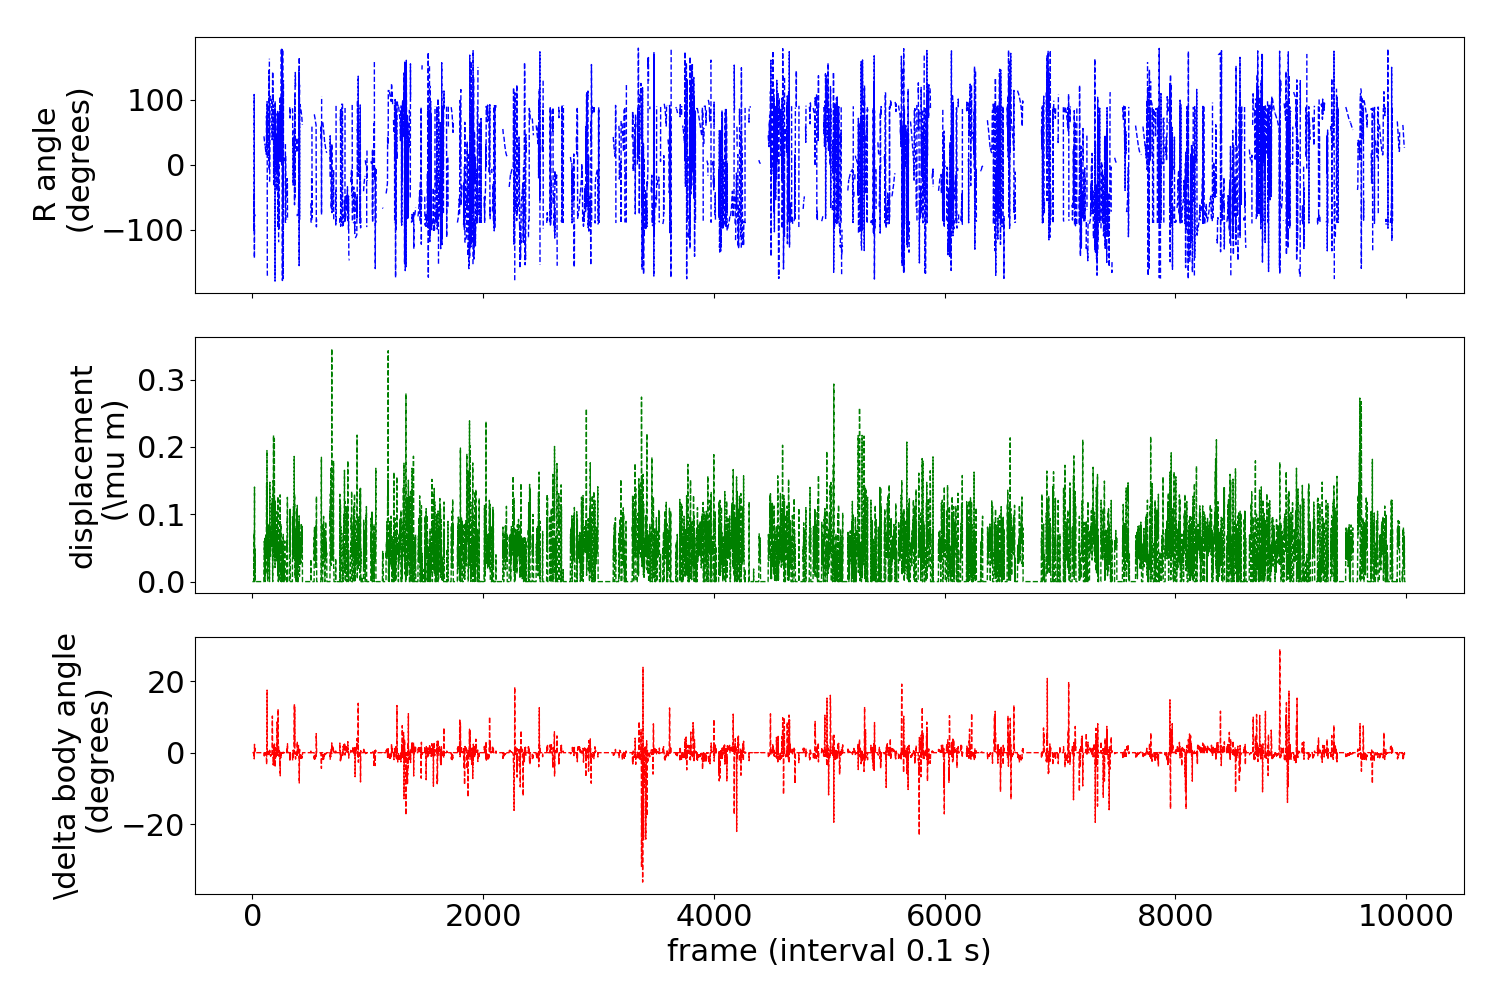 R angle
(degrees)
100
0
−100
displacement
(\mu m)
0.3
0.2
0.1
0.0
\delta body angle
(degrees)
20
0
−20
0 2000 4000 6000 8000 10000
frame (interval 0.1 s)